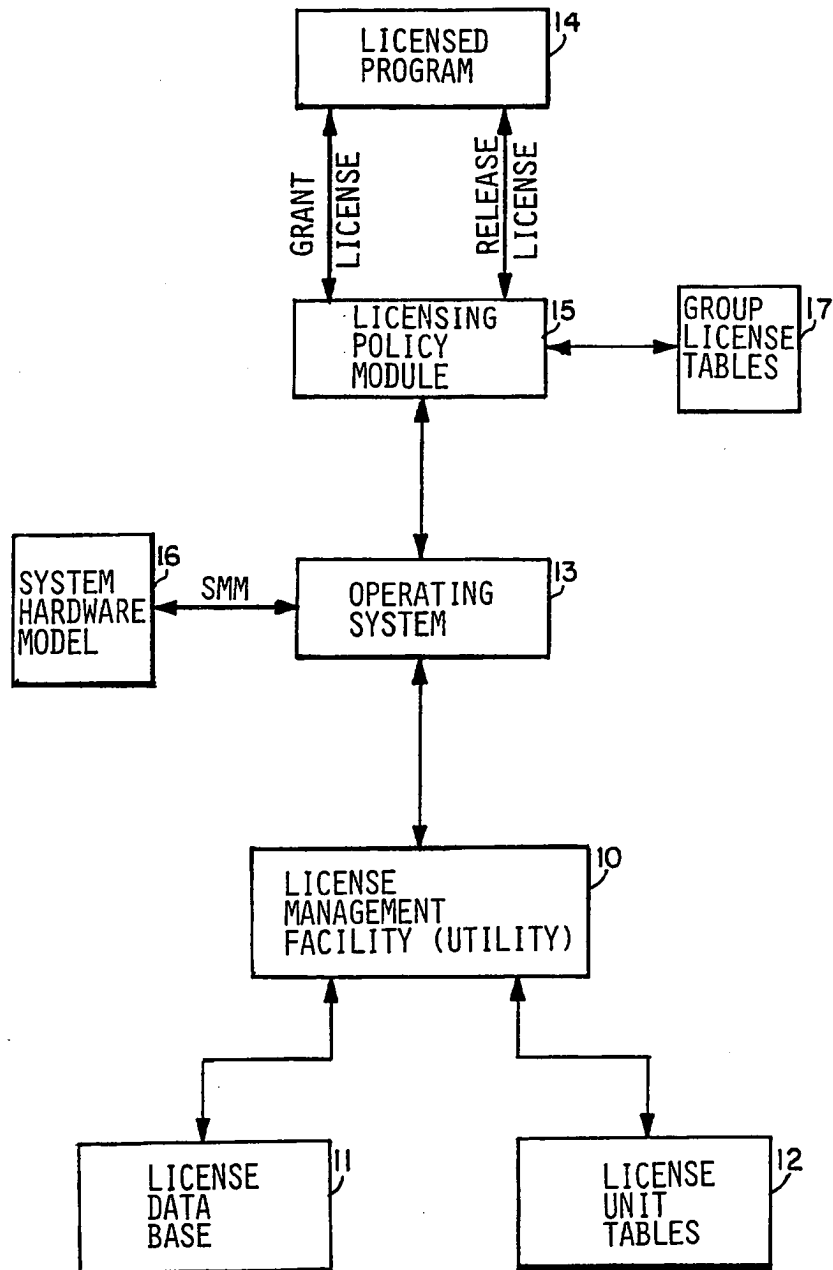 14
LICENSED
PROGRAM
GRANT
LICENSE
RELEASE
LICENSE
LICENSING
POLICY
MODULE
15
GROUP
LICENSE
TABLES
17
SYSTEM
HARDWARE
MODEL
16
SMM
OPERATING
SYSTEM
13
LICENSE
MANAGEMENT
FACILITY (UTILITY)
10
LICENSE
DATA
BASE
11
LICENSE
UNIT
TABLES
12